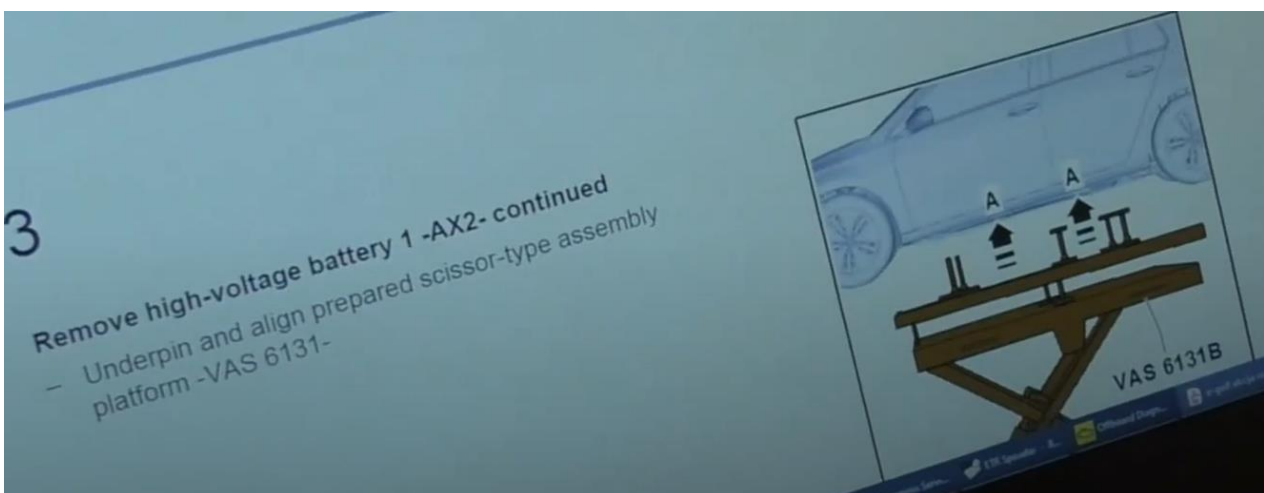 3
Remove high-voltage battery 1 -AX2- continued
– Underpin and align prepared scissor-type assembly
platform -VAS 6131-
A
A
VAS 6131B
Offboard Diagn...